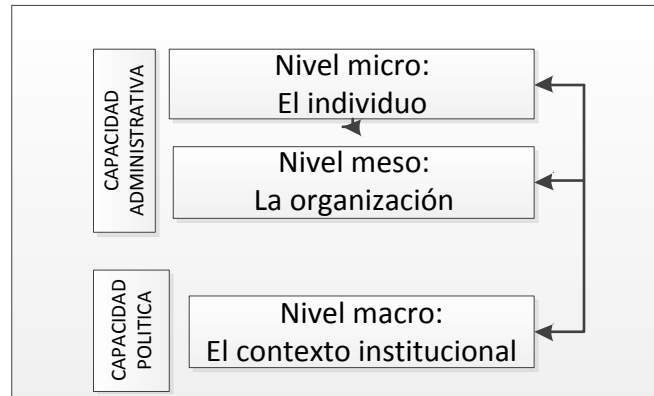 CAPACIDAD
ADMINISTRATIVA
Nivel micro:
El individuo
Nivel meso:
La organización
CAPACIDAD
POLITICA
Nivel macro:
El contexto institucional